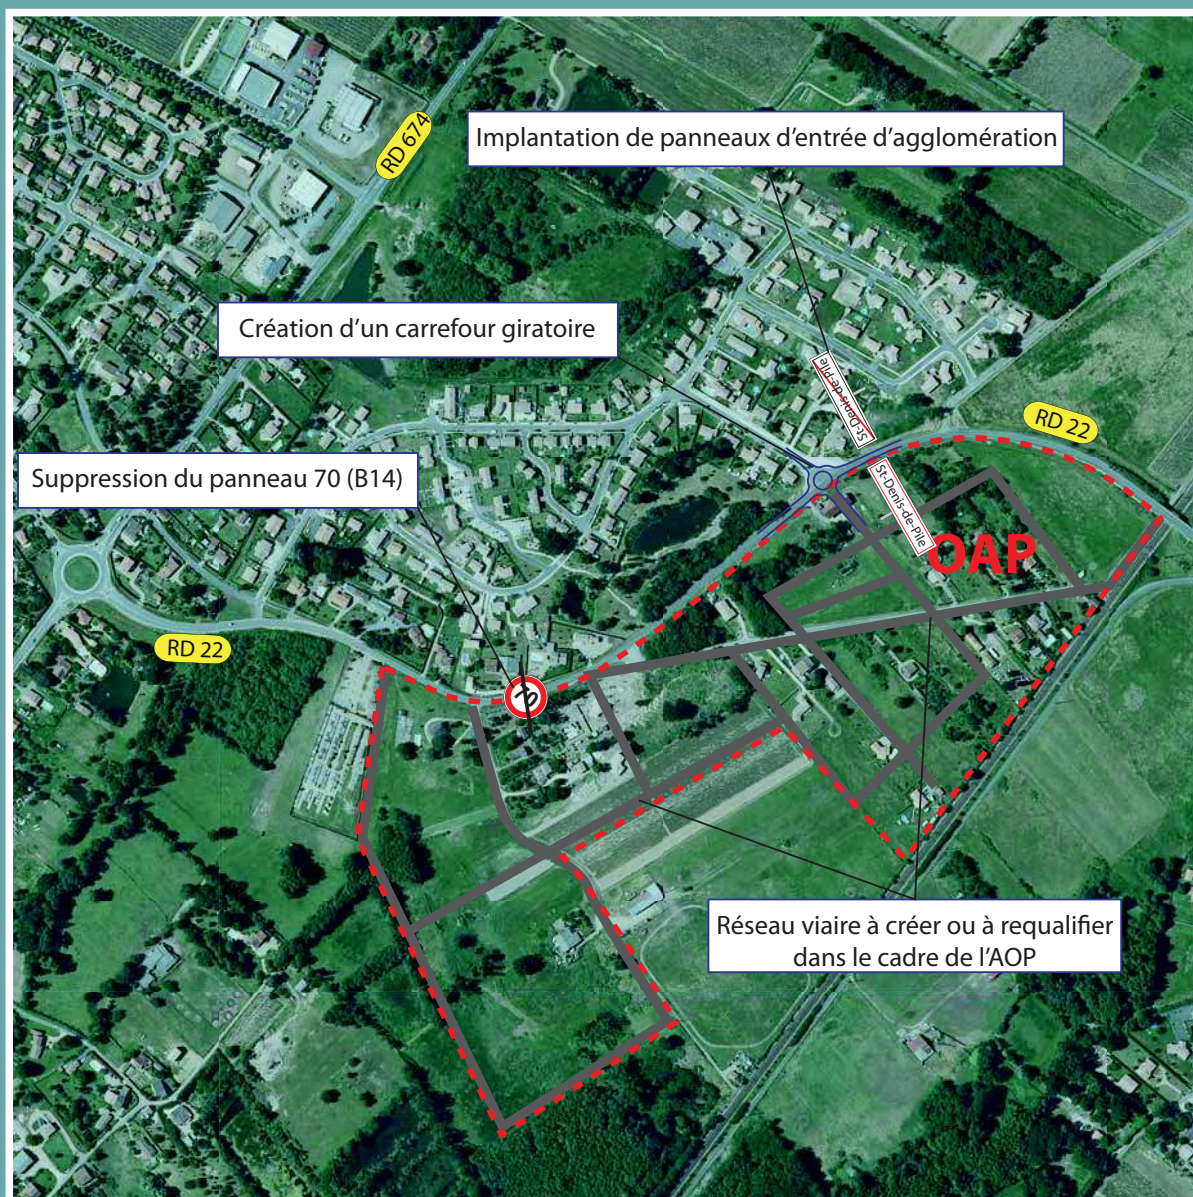 RD 674
Implantation de panneaux d'entrée d'agglomération
Création d'un carrefour giratoire
St-Denis-de-Pile
RD 22
Suppression du panneau 70 (B14)
St-Denis-de-Pile
OAP
RD 22
70
Réseau viaire à créer ou à requalifier
dans le cadre de l'AOP